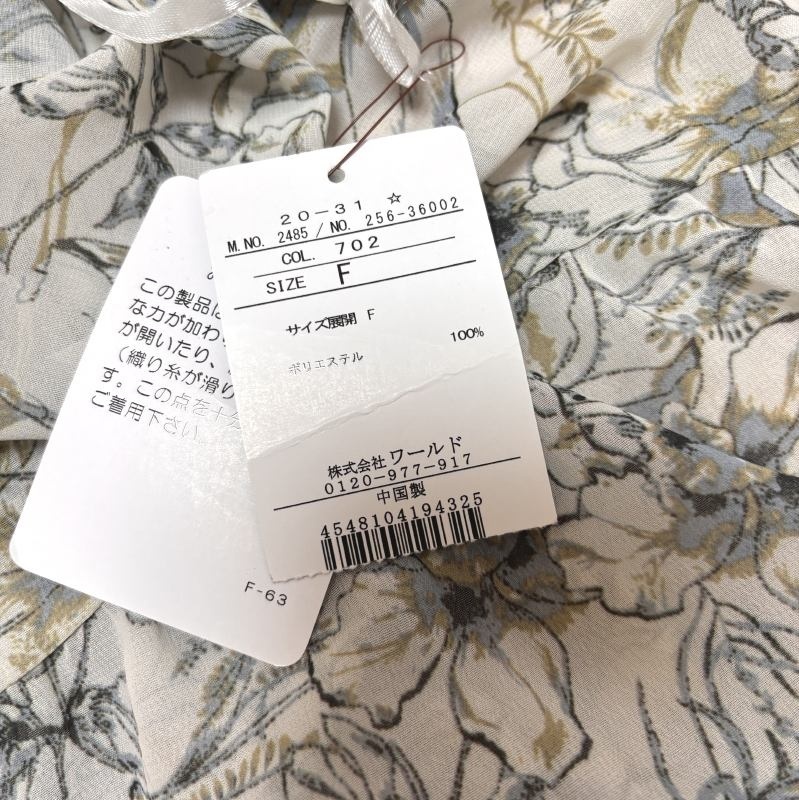 20-31 ☆
M.NO. 2485 / NO. 256-36002
COL. 702
SIZE F
サイズ展開 F
ポリエステル 100%
株式会社ワールド
0120-977-917
中国製
4548104194325
この製品は
な力が加わ
が開いたり、
(織り糸が滑り
す。この点を十分
ご着用下さい
F-63